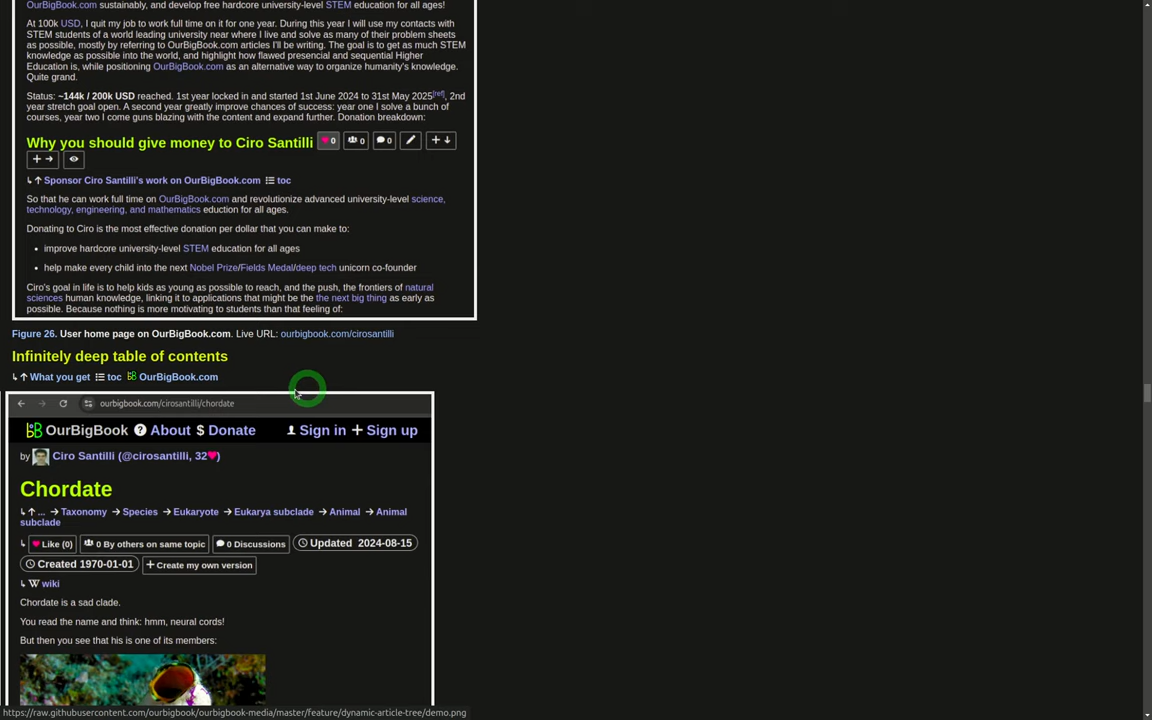 OurBigBook.com sustainably, and develop free hardcore university-level STEM education for all ages!
At 100k USD, I quit my job to work full time on it for one year. During this year I will use my contacts with
STEM students of a world leading university near where I live and solve as many of their problem sheets
as possible, mostly by referring to OurBigBook.com articles I'll be writing. The goal is to get as much STEM
knowledge as possible into the world, and highlight how flawed presencial and sequential Higher
Education is, while positioning OurBigBook.com as an alternative way to organize humanity's knowledge.
Quite grand.
Status: ~144k / 200k USD reached. 1st year locked in and started 1st June 2024 to 31st May 2025[ref], 2nd
year stretch goal open. A second year greatly improve chances of success: year one I solve a bunch of
courses, year two I come guns blazing with the content and expand further. Donation breakdown:
Why you should give money to Ciro Santilli 0 0 0
Sponsor Ciro Santilli's work on OurBigBook.com toc
So that he can work full time on OurBigBook.com and revolutionize advanced university-level science,
technology, engineering, and mathematics eduction for all ages.
Donating to Ciro is the most effective donation per dollar that you can make to:
• improve hardcore university-level STEM education for all ages
• help make every child into the next Nobel Prize/Fields Medal/deep tech unicorn co-founder
Ciro's goal in life is to help kids as young as possible to reach, and the push, the frontiers of natural
sciences human knowledge, linking it to applications that might be the the next big thing as early as
possible. Because nothing is more motivating to students than that feeling of:
Figure 26. User home page on OurBigBook.com. Live URL: ourbigbook.com/cirosantilli
Infinitely deep table of contents
What you get toc OurBigBook.com
ourbigbook.com/cirosantilli/chordate
OurBigBook About $ Donate Sign in Sign up
by Ciro Santilli (@cirosantilli, 32)
Chordate
... → Taxonomy → Species → Eukaryote → Eukarya subclade → Animal → Animal
subclade
Like (0) 0 By others on same topic 0 Discussions Updated 2024-08-15
Created 1970-01-01 Create my own version
W wiki
Chordate is a sad clade.
You read the name and think: hmm, neural cords!
But then you see that his is one of its members:
https://raw.githubusercontent.com/ourbigbook/ourbigbook-media/master/feature/dynamic-article-tree/demo.png